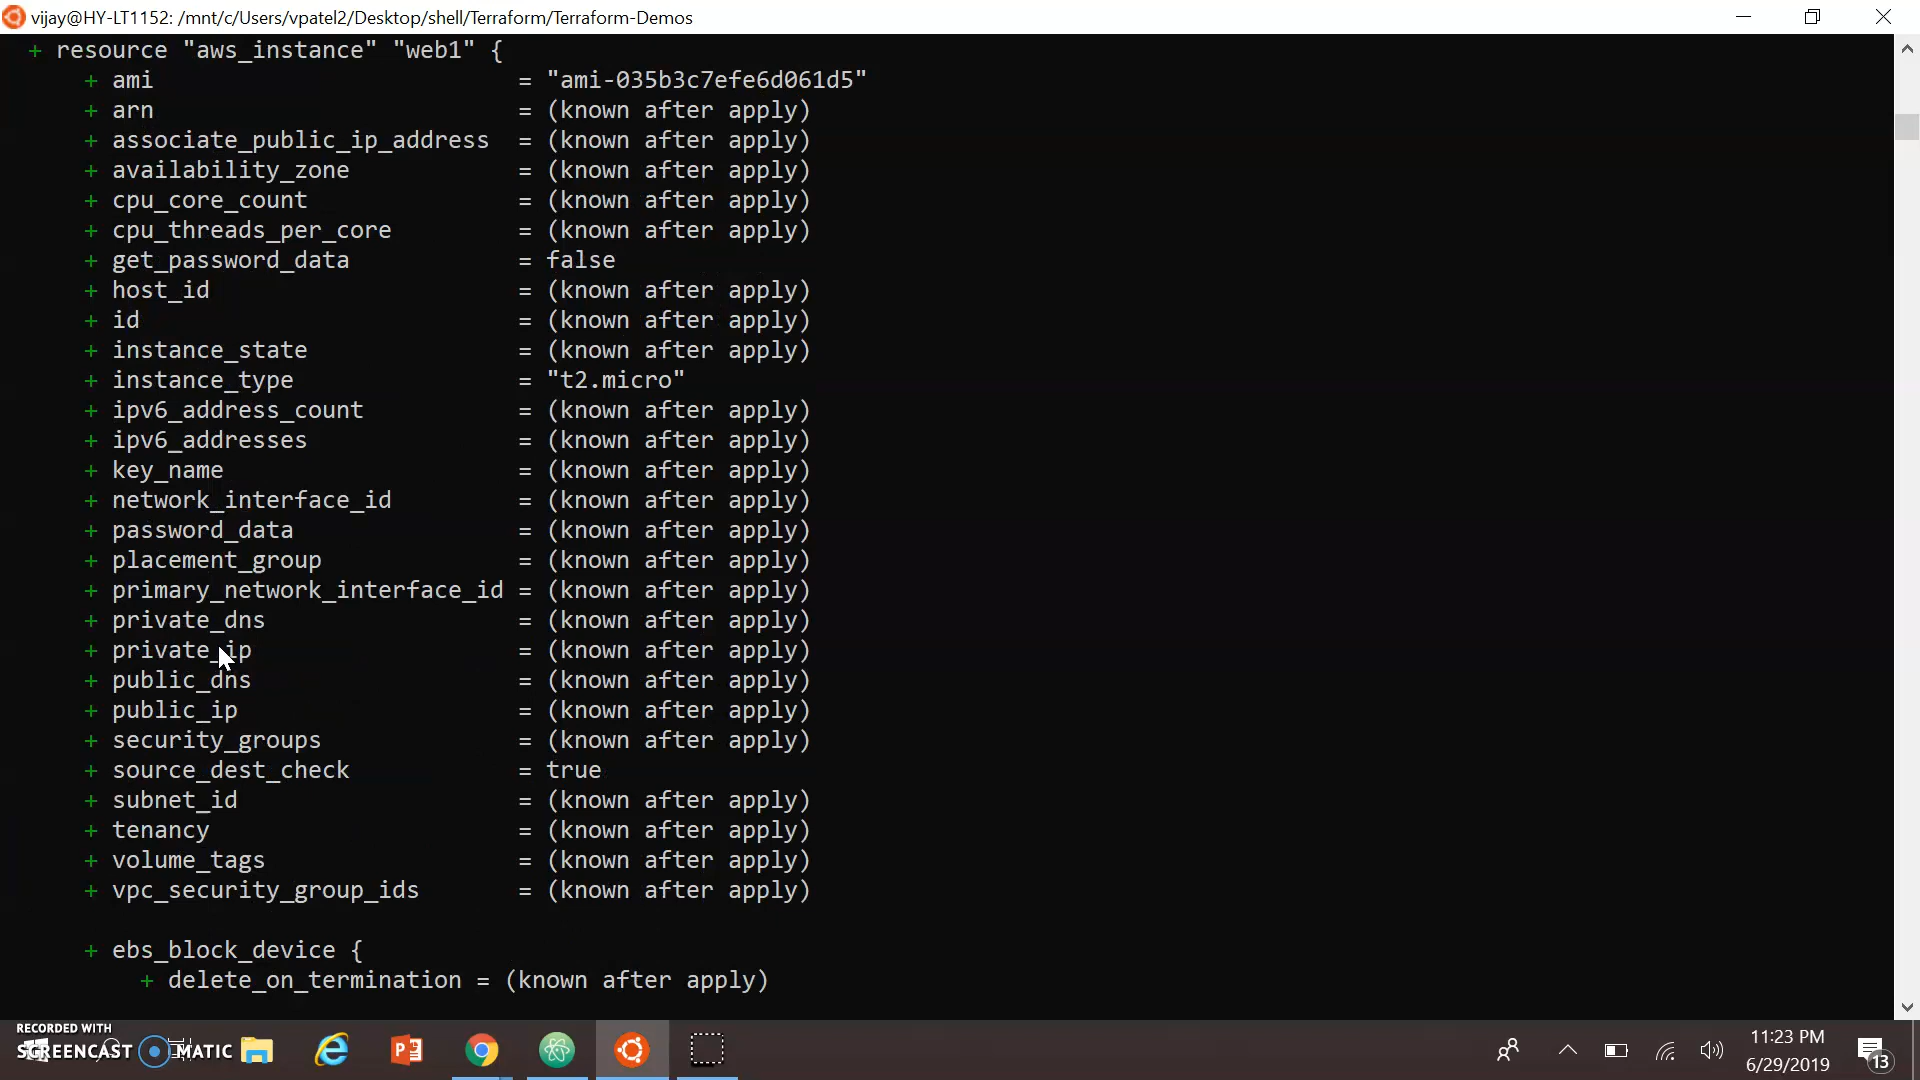 vijay@HY-LT1152: /mnt/c/Users/vpatel2/Desktop/shell/Terraform/Terraform-Demos
+ resource "aws_instance" "web1" {
+ ami = "ami-035b3c7efe6d061d5"
+ arn = (known after apply)
+ associate_public_ip_address = (known after apply)
+ availability_zone = (known after apply)
+ cpu_core_count = (known after apply)
+ cpu_threads_per_core = (known after apply)
+ get_password_data = false
+ host_id = (known after apply)
+ id = (known after apply)
+ instance_state = (known after apply)
+ instance_type = "t2.micro"
+ ipv6_address_count = (known after apply)
+ ipv6_addresses = (known after apply)
+ key_name = (known after apply)
+ network_interface_id = (known after apply)
+ password_data = (known after apply)
+ placement_group = (known after apply)
+ primary_network_interface_id = (known after apply)
+ private_dns = (known after apply)
+ private_ip = (known after apply)
+ public_dns = (known after apply)
+ public_ip = (known after apply)
+ security_groups = (known after apply)
+ source_dest_check = true
+ subnet_id = (known after apply)
+ tenancy = (known after apply)
+ volume_tags = (known after apply)
+ vpc_security_group_ids = (known after apply)
+ ebs_block_device {
+ delete_on_termination = (known after apply)
RECORDED WITH
SCREENCAST MATIC
11:23 PM
6/29/2019
13